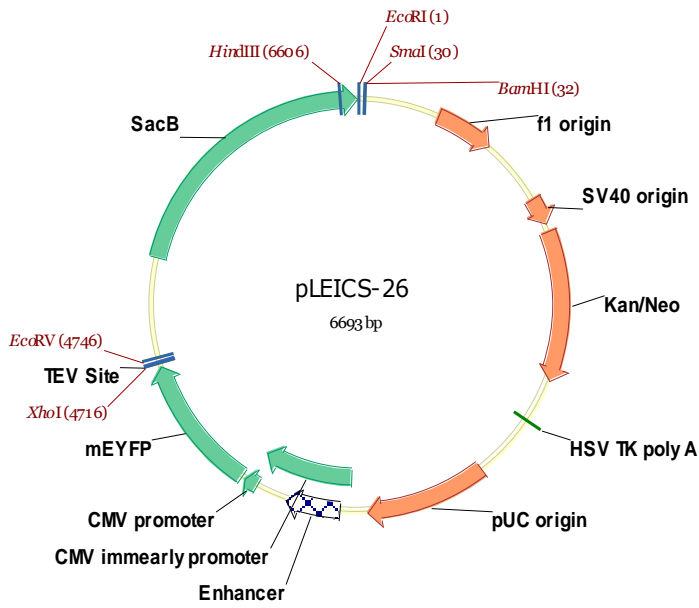 EcoRI (1)
HindIII (6606)
SmaI (30)
BamHI (32)
SacB
f1 origin
SV40 origin
pLEICS-26
6693 bp
Kan/Neo
EcoRV (4746)
TEV Site
XhoI (4716)
mEYFP
HSV TK poly A
CMV promoter
pUC origin
CMV immearly promoter
Enhancer